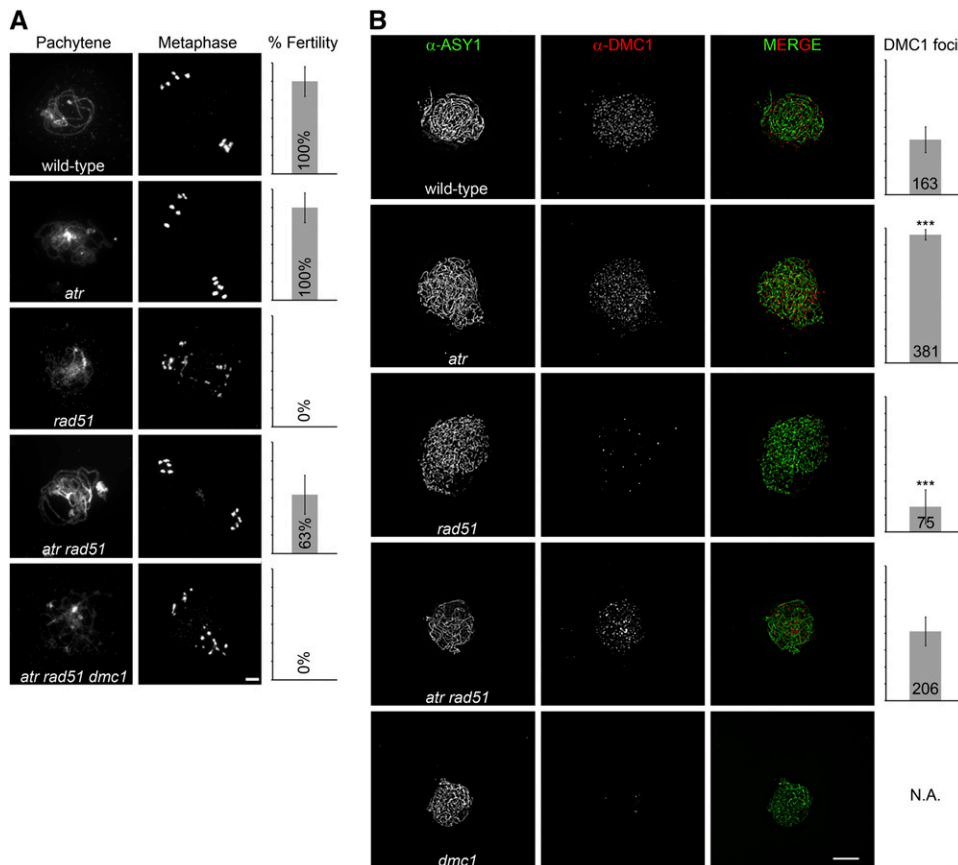 A
Pachytene Metaphase % Fertility
wild-type 100%
atr 100%
rad51 0%
atr rad51 63%
atr rad51 dmc1 0%
B
α-ASY1 α-DMC1 MERGE DMC1 foci
wild-type 163
***
atr 381
***
rad51 75
atr rad51 206
dmc1 N.A.